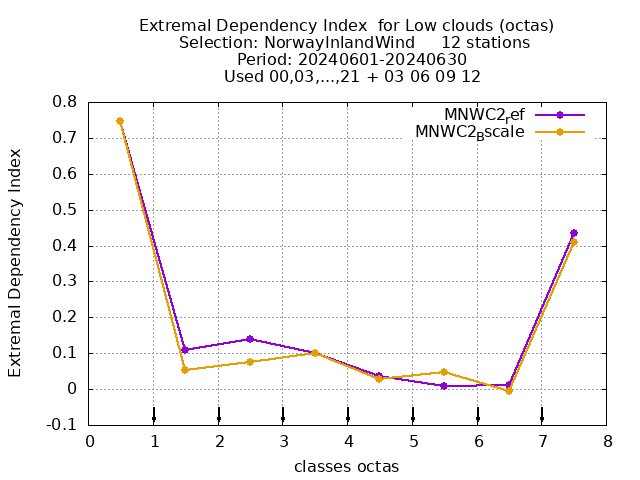 Extremal Dependency Index  for Low clouds (octas)
Selection: NorwayInlandWind     12 stations
Period: 20240601-20240630
Used 00,03,...,21 + 03 06 09 12
MNWC2ref
MNWC2Bscale
Extremal Dependency Index
0.8
0.7
0.6
0.5
0.4
0.3
0.2
0.1
0
-0.1
0 1 2 3 4 5 6 7 8
classes octas